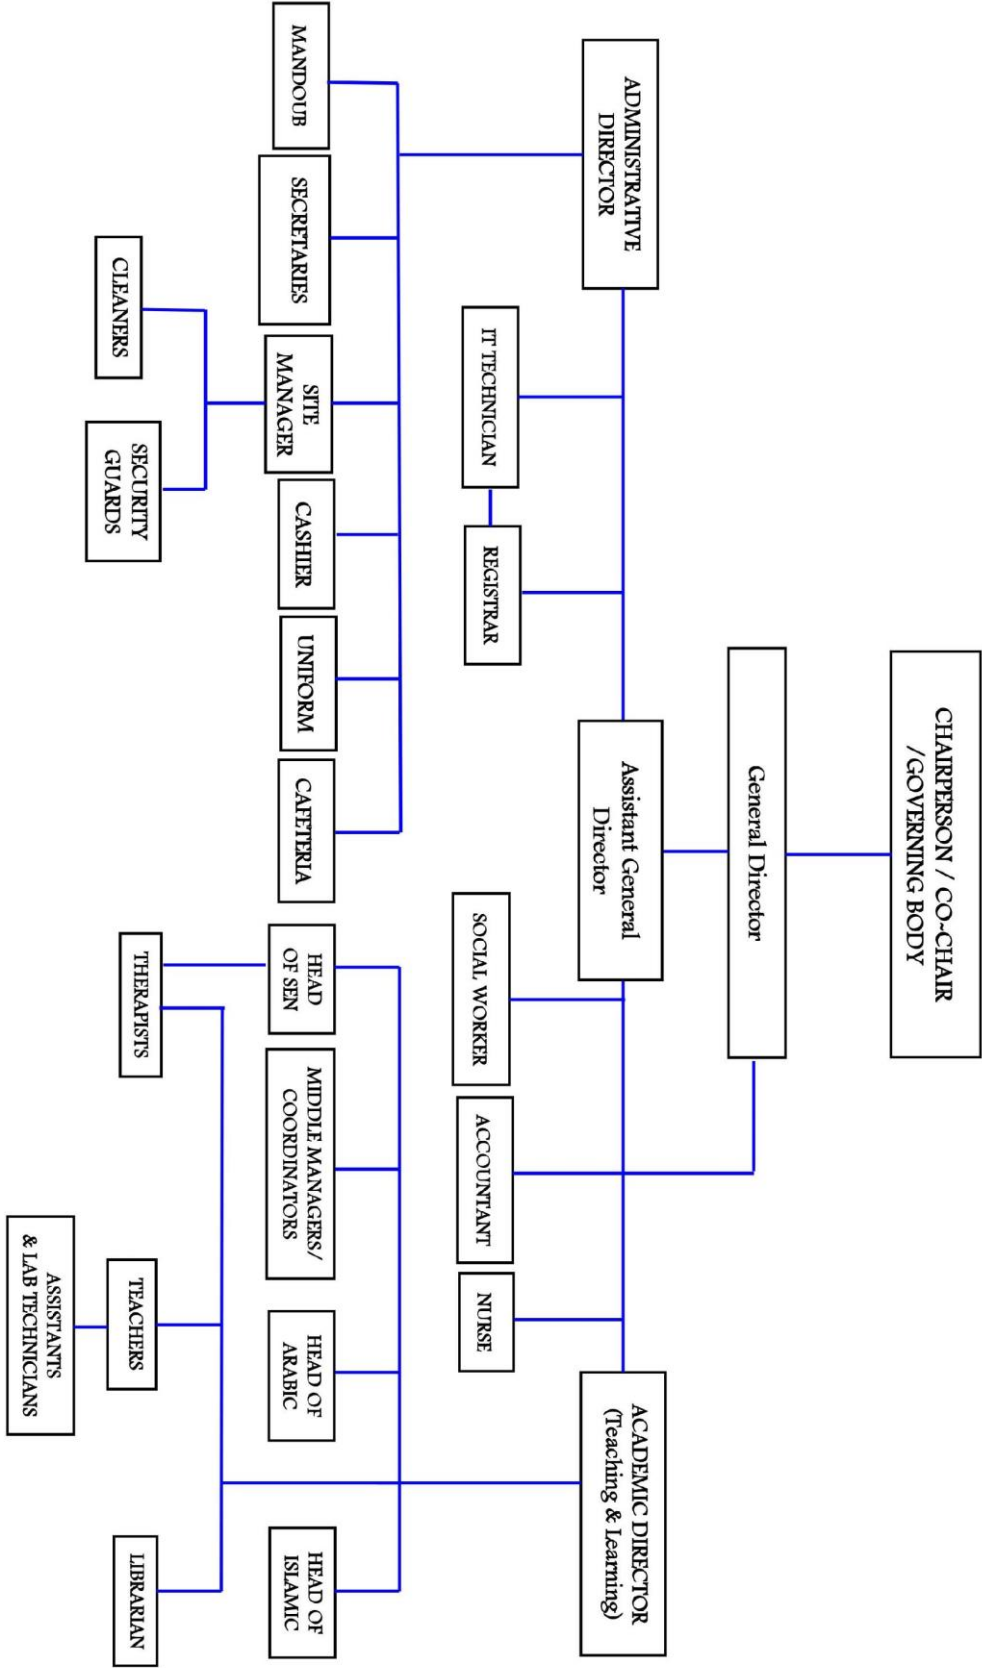 CHAIRPERSON / CO-CHAIR
/GOVERNING BODY
General Director
Assistant General
Director
ADMINISTRATIVE
DIRECTOR
ACADEMIC DIRECTOR
(Teaching & Learning)
IT TECHNICIAN
REGISTRAR
SOCIAL WORKER
ACCOUNTANT
NURSE
MANDOUB
SECRETARIES
SITE
MANAGER
CASHIER
UNIFORM
CAFETERIA
HEAD
OF SEN
MIDDLE MANAGERS/
COORDINATORS
HEAD OF
ARABIC
HEAD OF
ISLAMIC
CLEANERS
SECURITY
GUARDS
THERAPISTS
TEACHERS
LIBRARIAN
ASSISTANTS
& LAB TECHNICIANS